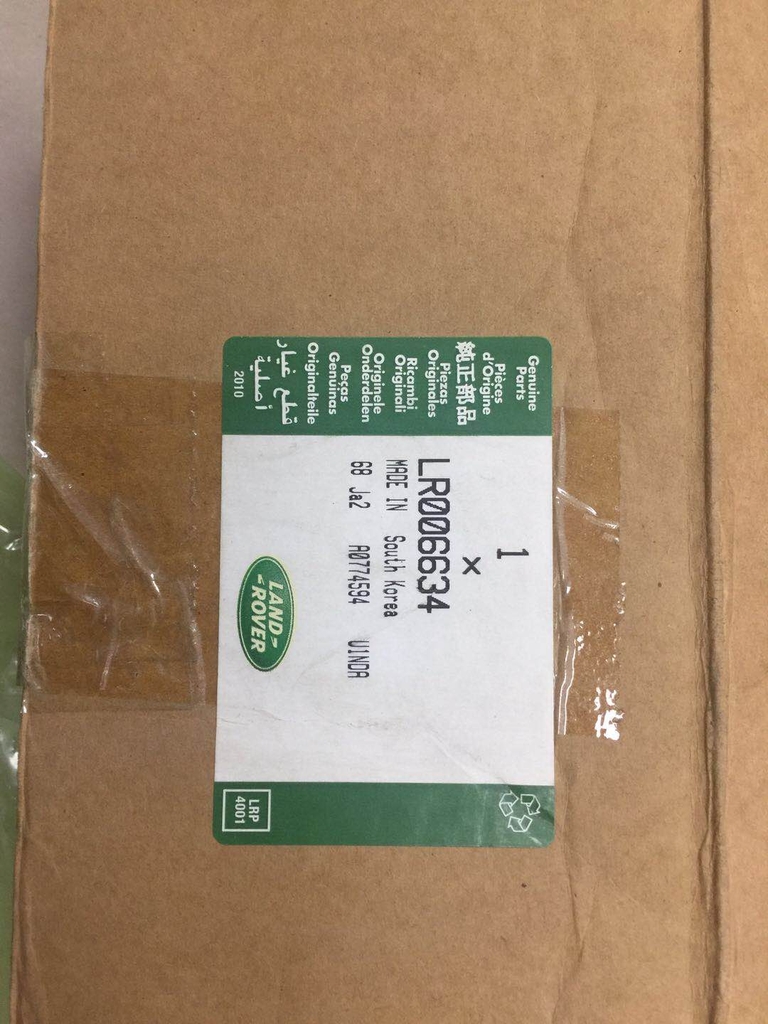 Genuine
Parts
Pièces
d'Origine
純正部品
Piezas
Originales
Ricambi
Originali
Originele
Onderdelen
Peças
Genuinas
Originalteile
قطع غيار
أصلية
2010
1
x
LR006634
MADE IN South Korea
68 Ja2 A0774594 U1NDA
LAND-
-ROVER
LRP
4001